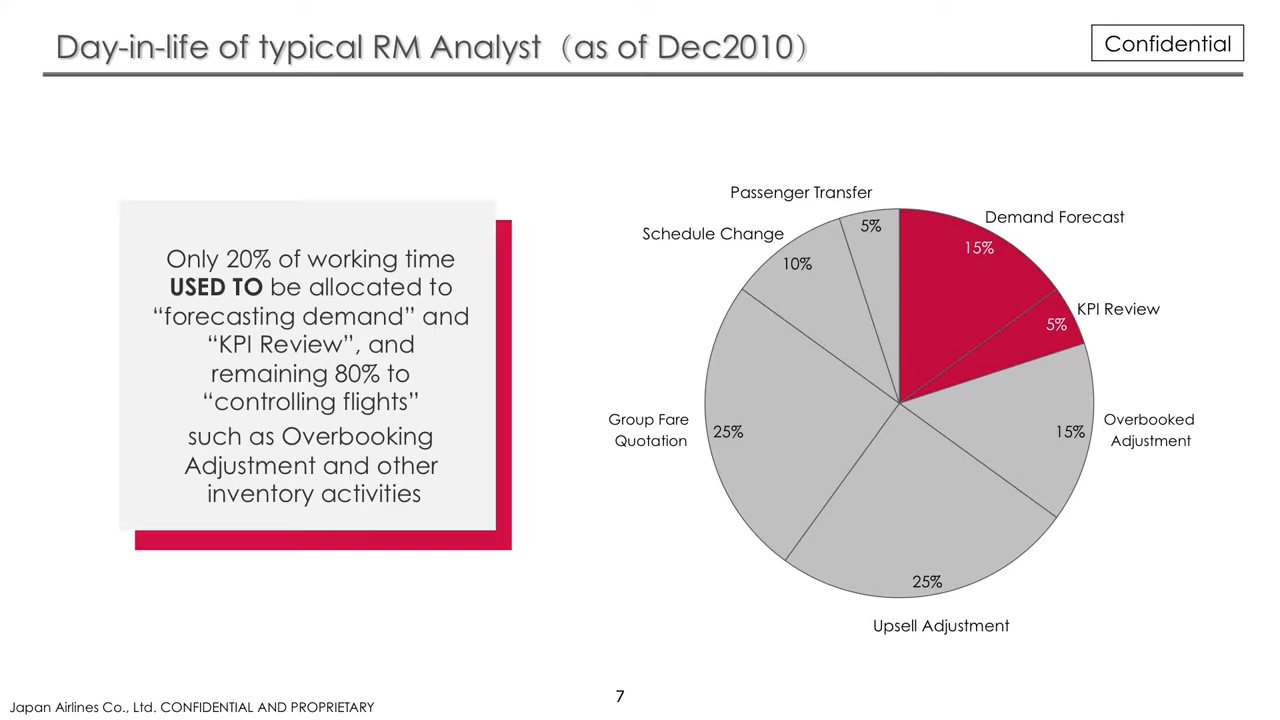 Day-in-life of typical RM Analyst（as of Dec2010）
Confidential
Only 20% of working time
USED TO be allocated to
“forecasting demand” and
“KPI Review”, and
remaining 80% to
“controlling flights”
such as Overbooking
Adjustment and other
inventory activities
Passenger Transfer
5%
Schedule Change
10%
Demand Forecast
15%
KPI Review
5%
Group Fare
Quotation
25%
Overbooked
Adjustment
15%
25%
Upsell Adjustment
Japan Airlines Co., Ltd. CONFIDENTIAL AND PROPRIETARY
7